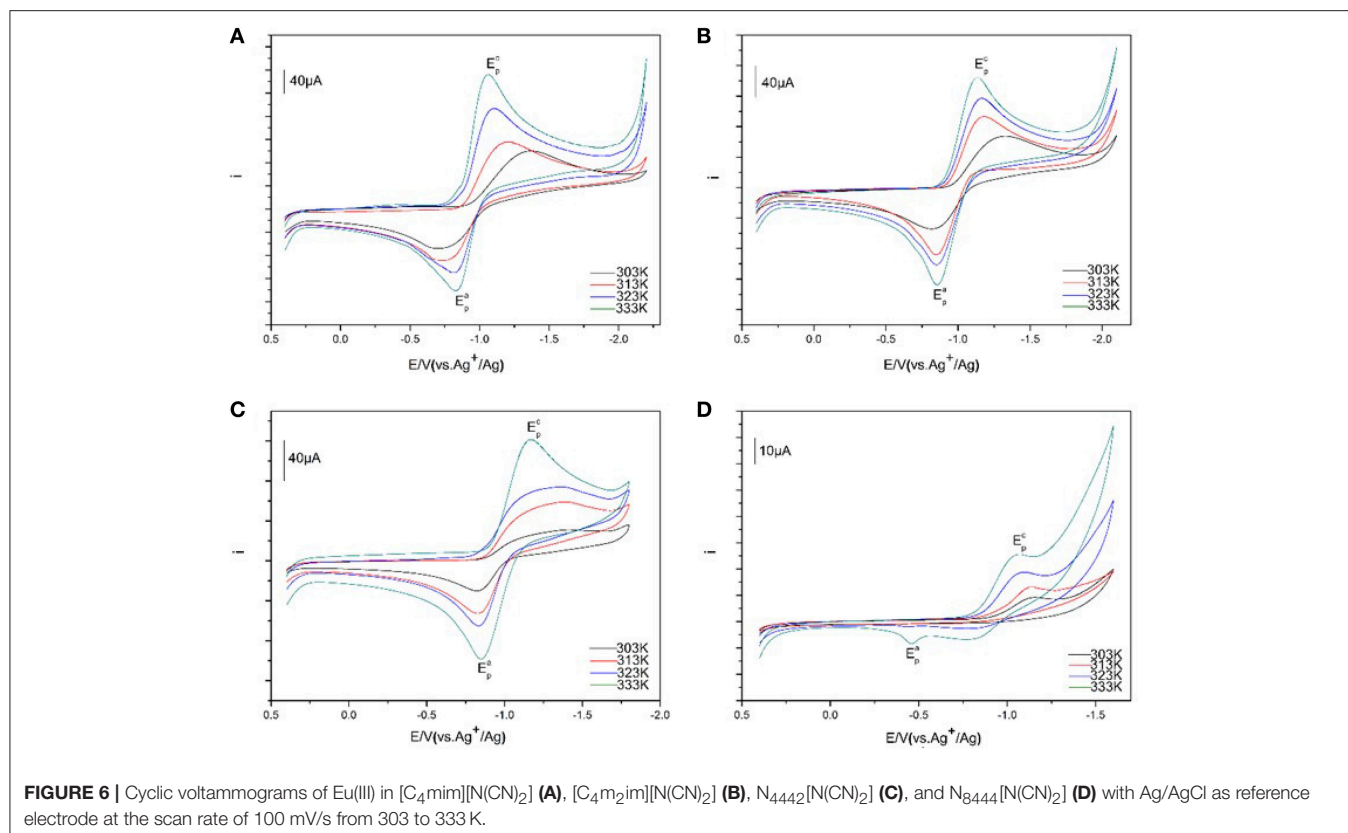 A
40μA
E_p^c
E_p^a
i
303K
313K
323K
333K
0.5 0.0 -0.5 -1.0 -1.5 -2.0
E/V(vs.Ag⁺/Ag)
B
40μA
E_p^c
E_p^a
i
303K
313K
323K
333K
0.5 0.0 -0.5 -1.0 -1.5 -2.0
E/V(vs.Ag⁺/Ag)
C
40μA
E_p^c
E_p^a
i
303K
313K
323K
333K
0.5 0.0 -0.5 -1.0 -1.5 -2.0
E/V(vs.Ag⁺/Ag)
D
10μA
E_p^c
E_p^a
i
303K
313K
323K
333K
0.5 0.0 -0.5 -1.0 -1.5
E/V(vs.Ag⁺/Ag)
FIGURE 6 | Cyclic voltammograms of Eu(III) in [C₄mim][N(CN)₂] (A), [C₄m₂im][N(CN)₂] (B), N₄₄₄₂[N(CN)₂] (C), and N₈₄₄₄[N(CN)₂] (D) with Ag/AgCl as reference
electrode at the scan rate of 100 mV/s from 303 to 333 K.